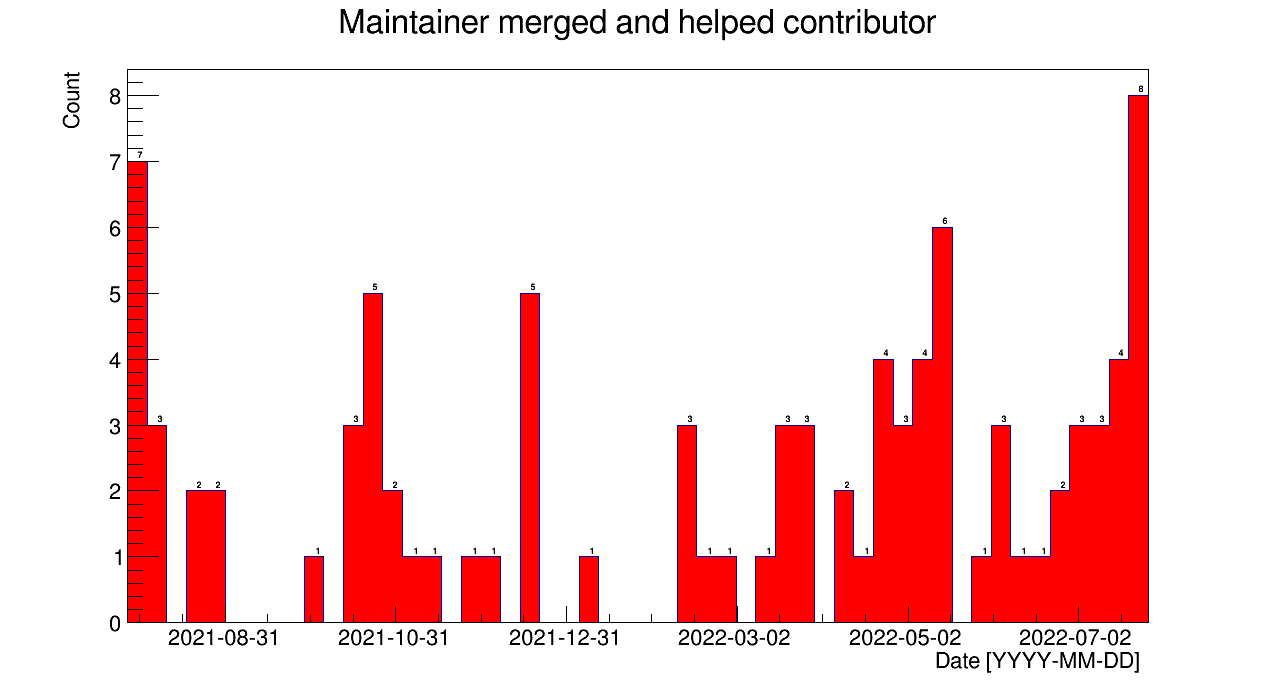 Maintainer merged and helped contributor
Count
8
7
6
5
4
3
2
1
0
7 3 2 2 1 3 5 2 1 1 1 1 5 1 3 1 1 1 3 3 2 1 4 3 4 6 1 3 1 1 2 3 3 4 8
2021-08-31 2021-10-31 2021-12-31 2022-03-02 2022-05-02 2022-07-02
Date [YYYY-MM-DD]